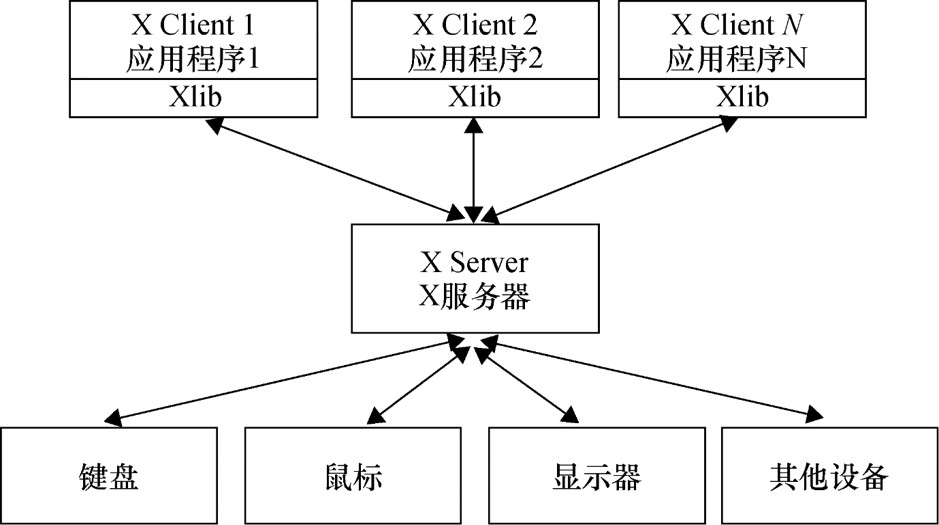 X Client 1
应用程序1
Xlib
X Client 2
应用程序2
Xlib
X Client N
应用程序N
Xlib
X Server
X服务器
键盘
鼠标
显示器
其他设备